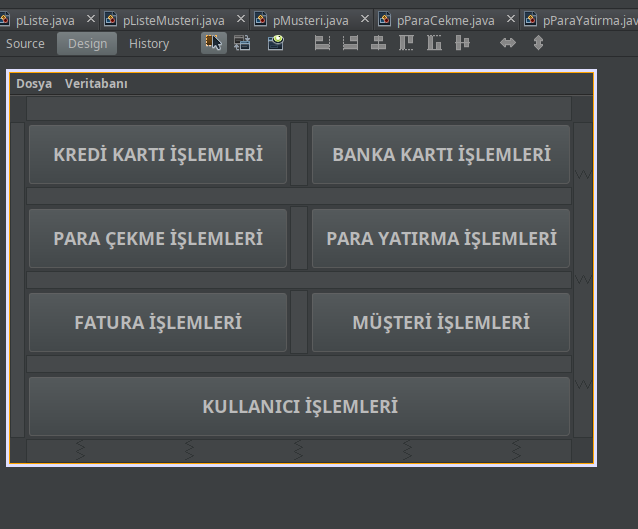 pListe.java pListeMusteri.java pMusteri.java pParaCekme.java pParaYatirma.jav
Source Design History
Dosya Veritabanı
KREDİ KARTI İŞLEMLERİ BANKA KARTI İŞLEMLERİ
PARA ÇEKME İŞLEMLERİ PARA YATIRMA İŞLEMLERİ
FATURA İŞLEMLERİ MÜŞTERİ İŞLEMLERİ
KULLANICI İŞLEMLERİ